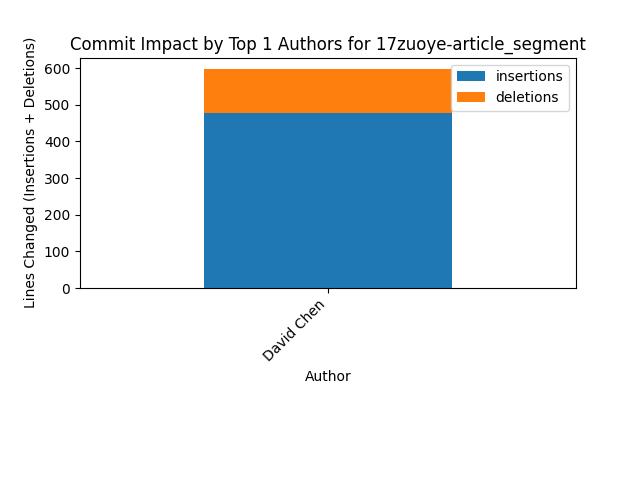 Commit Impact by Top 1 Authors for 17zuoye-article_segment
Lines Changed (Insertions + Deletions)
600
500
400
300
200
100
0
insertions
deletions
David Chen
Author